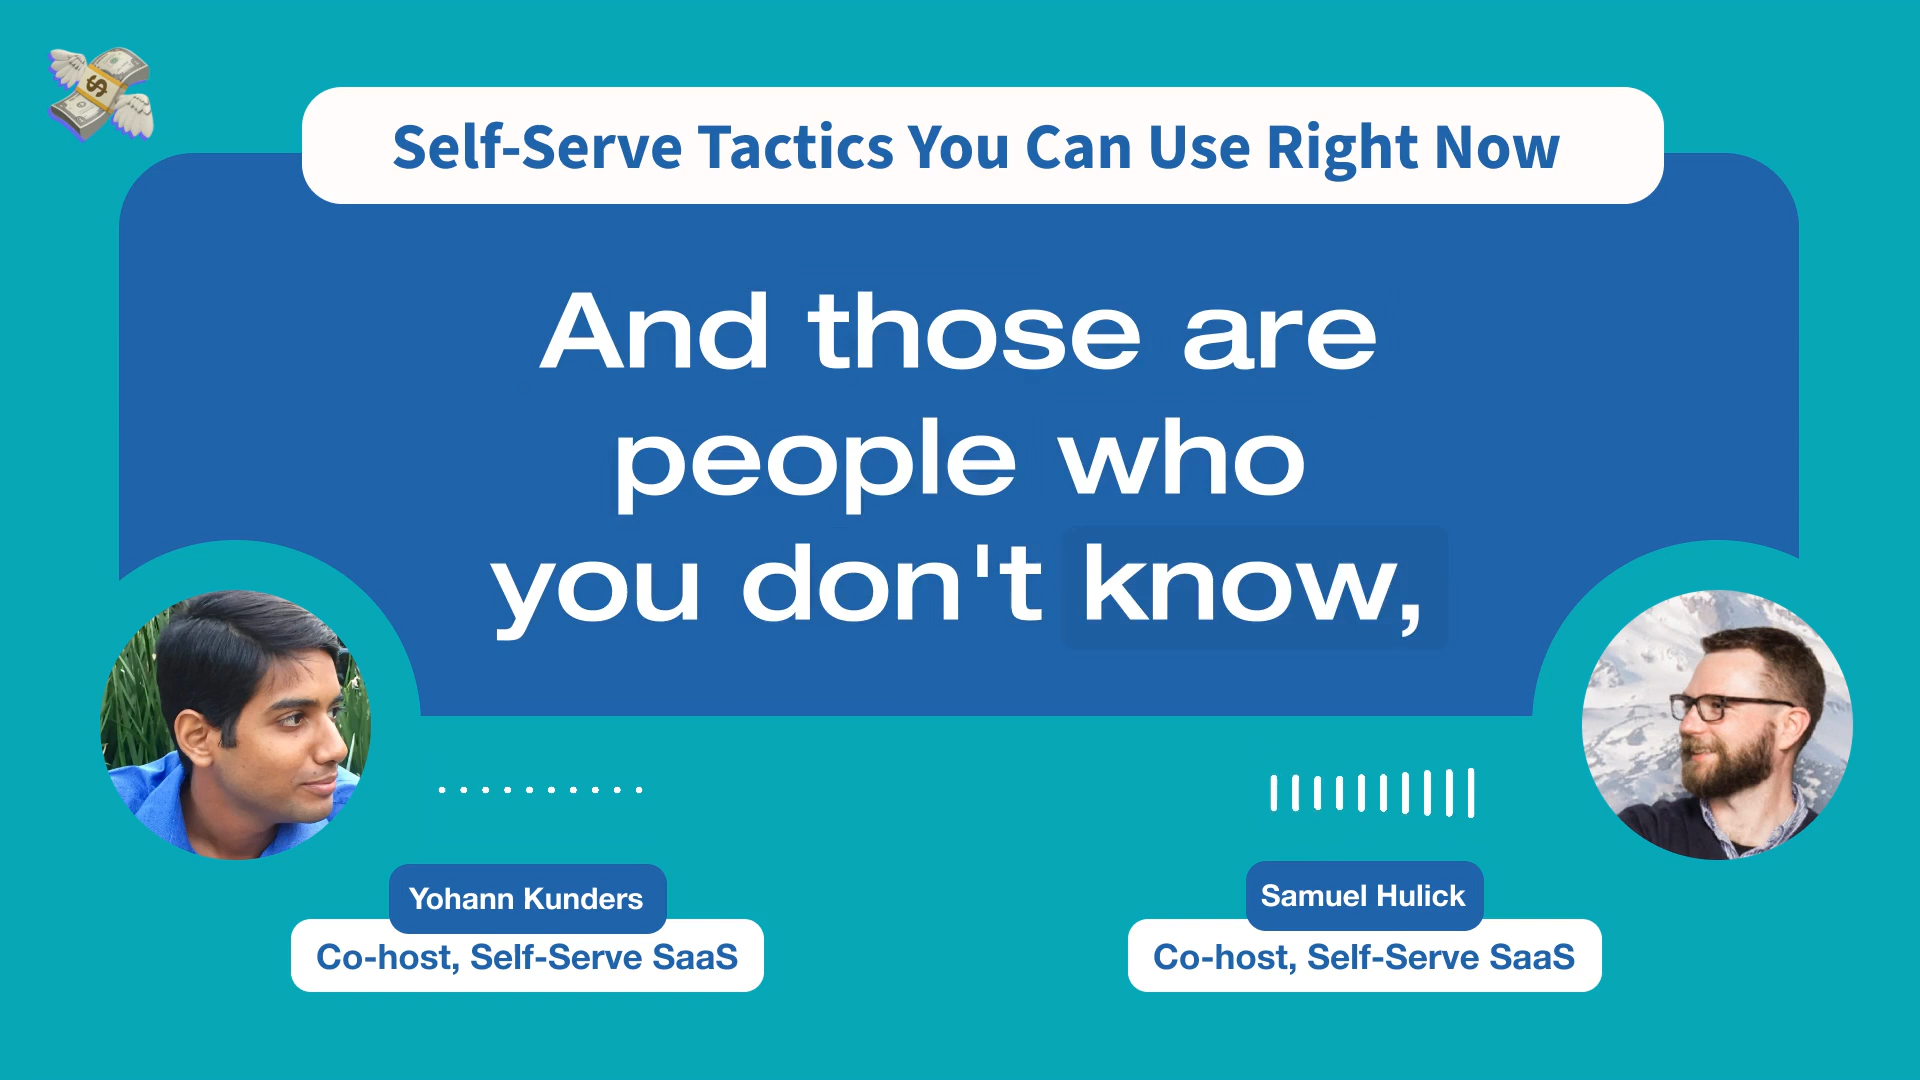 Self-Serve Tactics You Can Use Right Now
And those are
people who
you don't know,
Yohann Kunders
Co-host, Self-Serve SaaS
Samuel Hulick
Co-host, Self-Serve SaaS